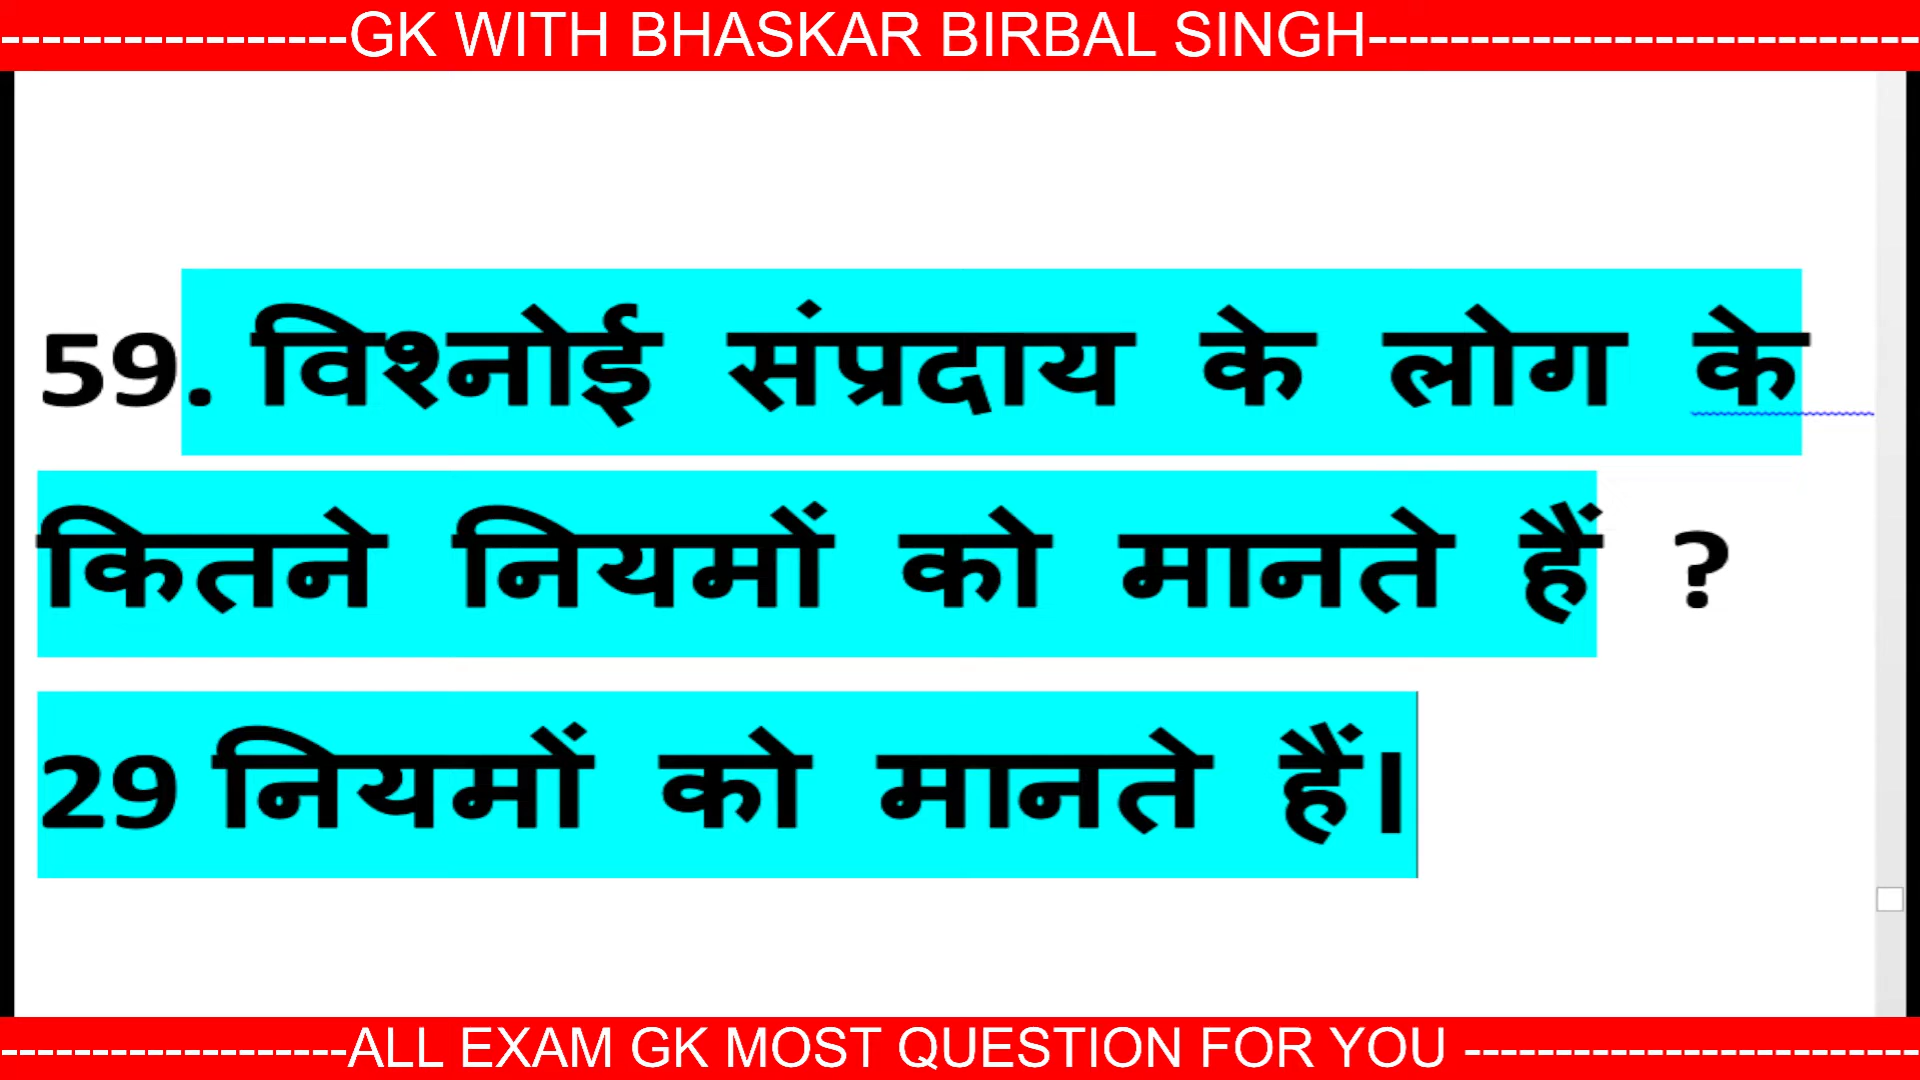 -----------------GK WITH BHASKAR BIRBAL SINGH---------------------------
59. विश्नोई संप्रदाय के लोग के
कितने नियमों को मानते हैं ?
29 नियमों को मानते हैं।
-------------------ALL EXAM GK MOST QUESTION FOR YOU -------------------------